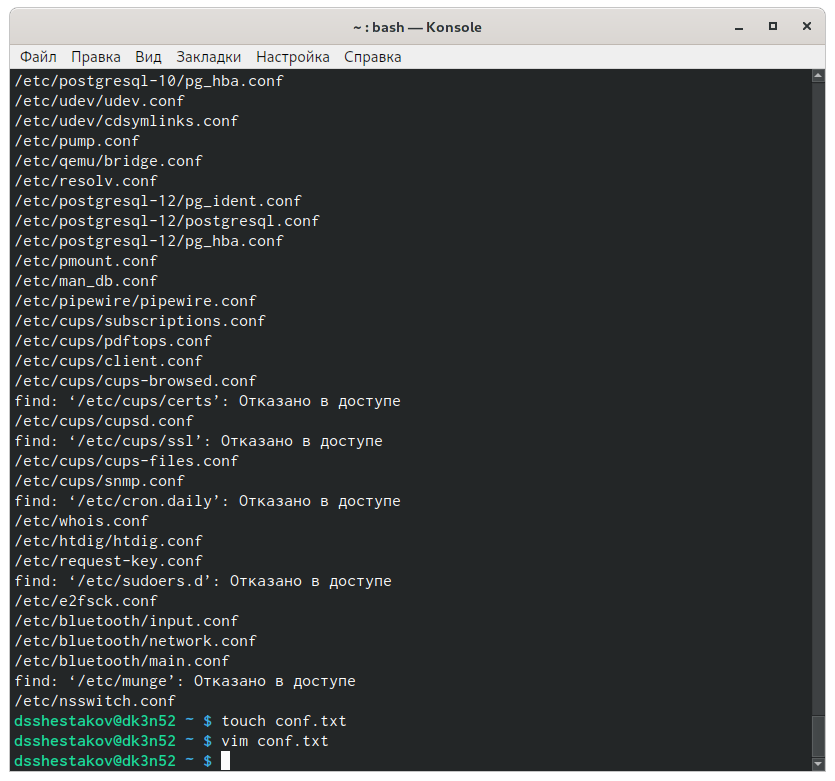 ~ : bash — Konsole
Файл Правка Вид Закладки Настройка Справка
/etc/postgresql-10/pg_hba.conf
/etc/udev/udev.conf
/etc/udev/cdsymlinks.conf
/etc/pump.conf
/etc/qemu/bridge.conf
/etc/resolv.conf
/etc/postgresql-12/pg_ident.conf
/etc/postgresql-12/postgresql.conf
/etc/postgresql-12/pg_hba.conf
/etc/pmount.conf
/etc/man_db.conf
/etc/pipewire/pipewire.conf
/etc/cups/subscriptions.conf
/etc/cups/pdftops.conf
/etc/cups/client.conf
/etc/cups/cups-browsed.conf
find: ‘/etc/cups/certs’: Отказано в доступе
/etc/cups/cupsd.conf
find: ‘/etc/cups/ssl’: Отказано в доступе
/etc/cups/cups-files.conf
/etc/cups/snmp.conf
find: ‘/etc/cron.daily’: Отказано в доступе
/etc/whois.conf
/etc/htdig/htdig.conf
/etc/request-key.conf
find: ‘/etc/sudoers.d’: Отказано в доступе
/etc/e2fsck.conf
/etc/bluetooth/input.conf
/etc/bluetooth/network.conf
/etc/bluetooth/main.conf
find: ‘/etc/munge’: Отказано в доступе
/etc/nsswitch.conf
dsshestakov@dk3n52 ~ $ touch conf.txt
dsshestakov@dk3n52 ~ $ vim conf.txt
dsshestakov@dk3n52 ~ $